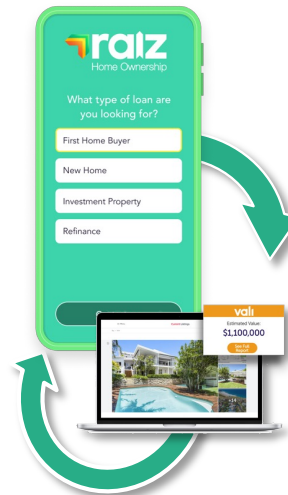 raiz
Home Ownership
What type of loan are
you looking for?
First Home Buyer
New Home
Investment Property
Refinance
vali
Estimated Value:
$1,100,000
See Full
Report
+14